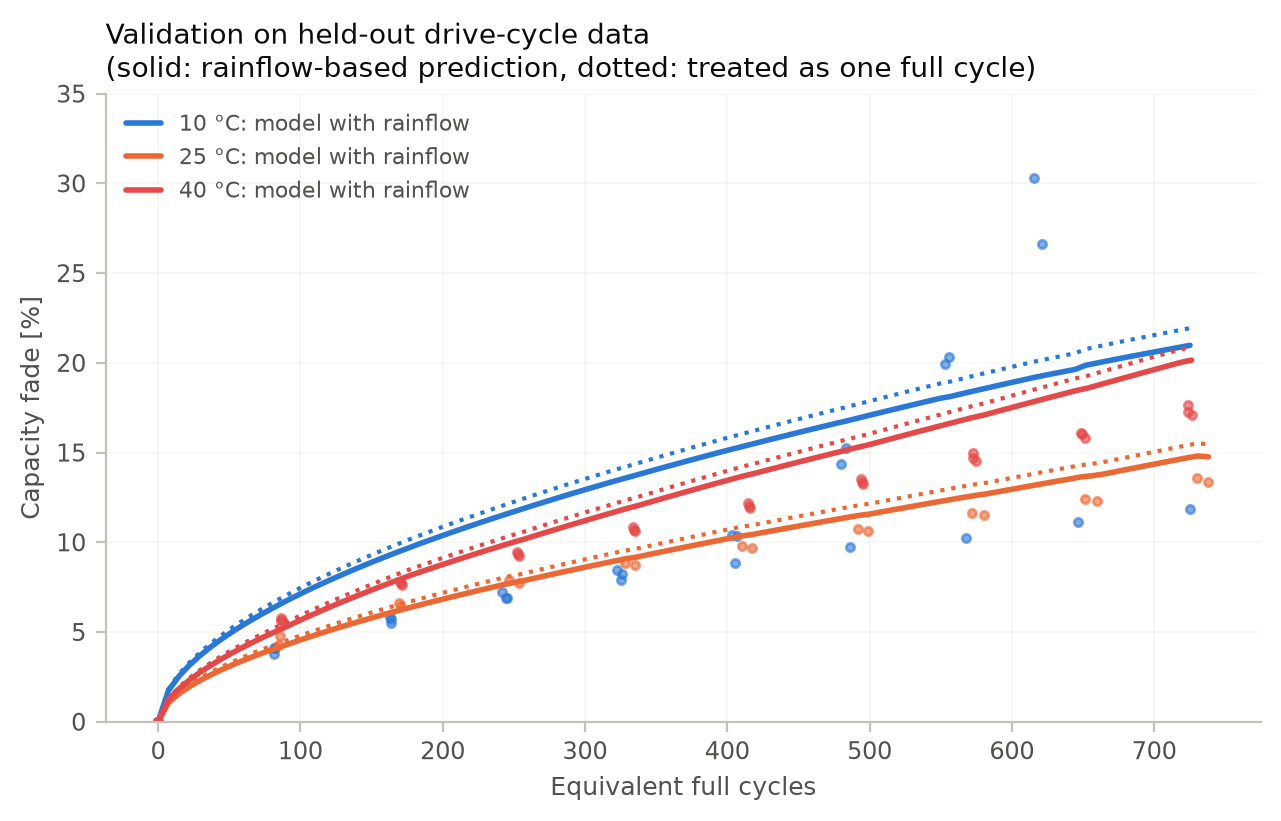 Validation on held-out drive-cycle data
(solid: rainflow-based prediction, dotted: treated as one full cycle)
35
30
25
20
15
10
5
0
Capacity fade [%]
10 °C: model with rainflow
25 °C: model with rainflow
40 °C: model with rainflow
0 100 200 300 400 500 600 700
Equivalent full cycles